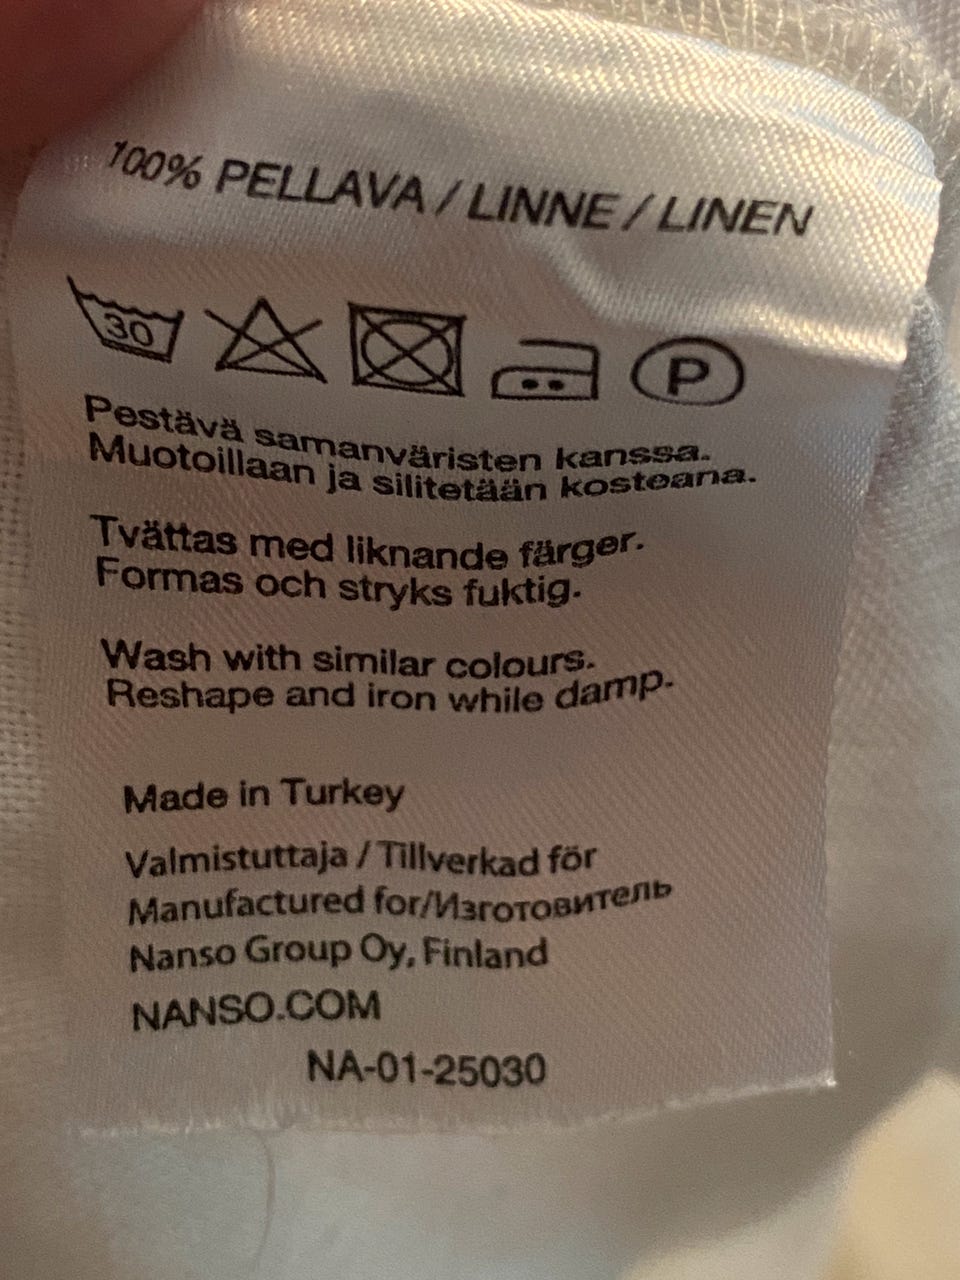 100% PELLAVA / LINNE / LINEN
30 P
Pestävä samanväristen kanssa.
Muotoillaan ja silitetään kosteana.
Tvättas med liknande färger.
Formas och stryks fuktig.
Wash with similar colours.
Reshape and iron while damp.
Made in Turkey
Valmistuttaja / Tillverkad för
Manufactured for/Изготовитель
Nanso Group Oy, Finland
NANSO.COM
NA-01-25030